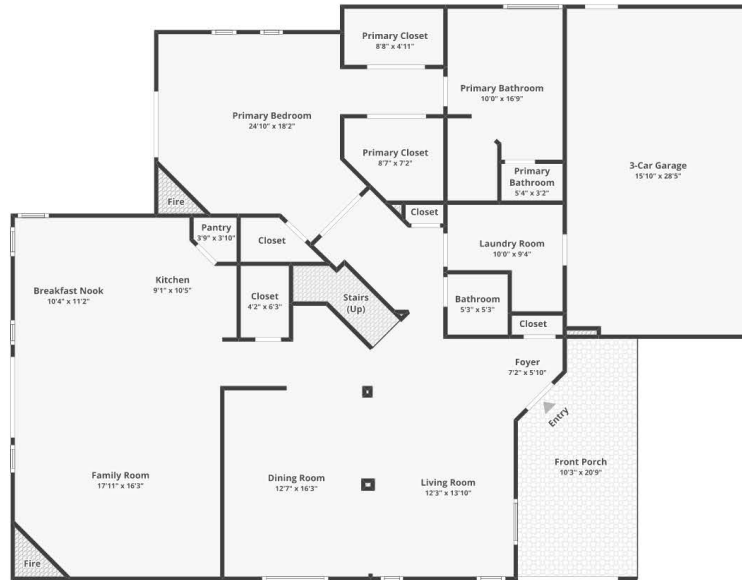 Primary Closet
8'8" x 4'11"
Primary Bathroom
10'0" x 16'9"
Primary Bedroom
24'10" x 18'2"
Primary Closet
8'7" x 7'2"
3-Car Garage
15'10" x 28'5"
Primary
Bathroom
5'4" x 3'2"
Fire
Closet
Pantry
3'9" x 3'10"
Closet
Laundry Room
10'0" x 9'4"
Kitchen
9'1" x 10'5"
Breakfast Nook
10'4" x 11'2"
Closet
4'2" x 6'3"
Stairs
(Up)
Bathroom
5'3" x 5'3"
Closet
Foyer
7'2" x 5'10"
Entry
Front Porch
10'3" x 20'9"
Family Room
17'11" x 16'3"
Dining Room
12'7" x 16'3"
Living Room
12'3" x 13'10"
Fire